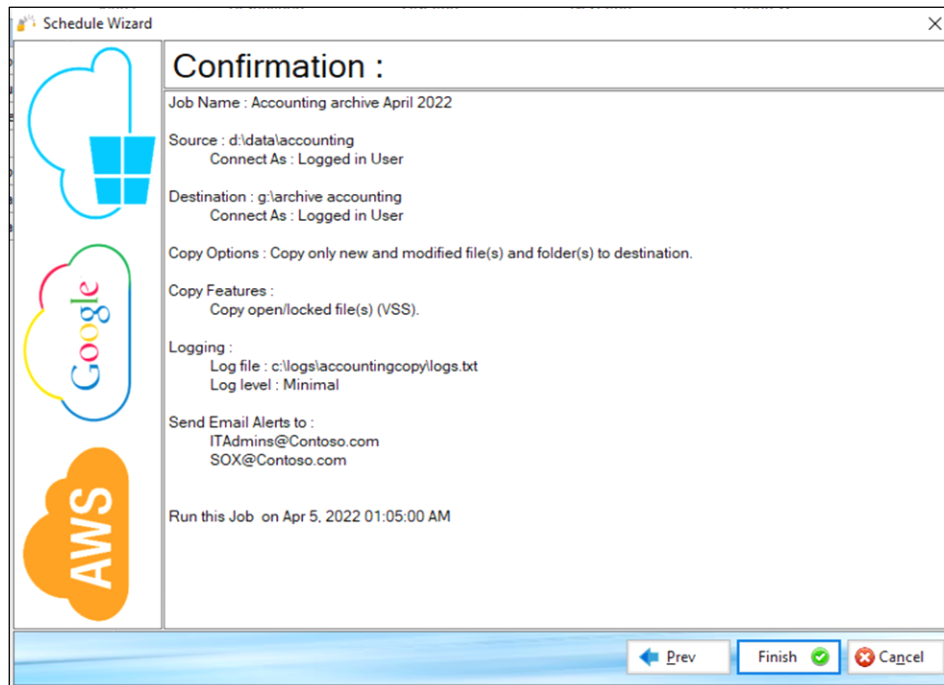 Schedule Wizard
Confirmation :
Job Name : Accounting archive April 2022
Source : d:\data\accounting
Connect As : Logged in User
Destination : g:\archive accounting
Connect As : Logged in User
Copy Options : Copy only new and modified file(s) and folder(s) to destination.
Copy Features :
Copy open/locked file(s) (VSS).
Logging :
Log file : c:\logs\accountingcopy\logs.txt
Log level : Minimal
Send Email Alerts to :
ITAdmins@Contoso.com
SOX@Contoso.com
Run this Job on Apr 5, 2022 01:05:00 AM
Google
AWS
Prev
Finish
Cancel